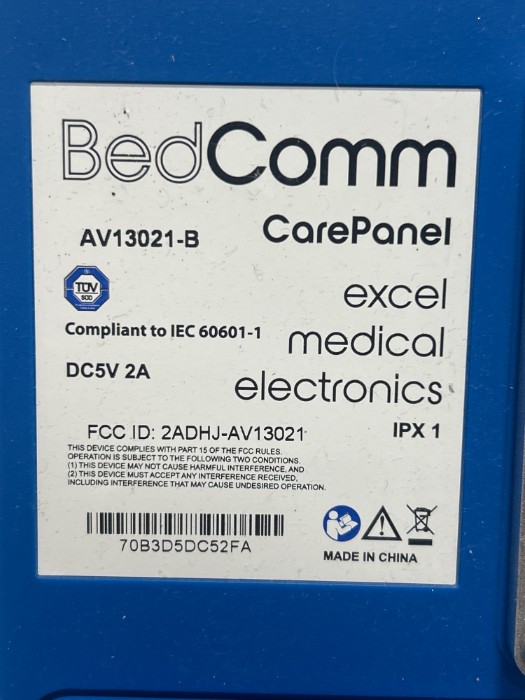 BedComm
AV13021-B
CarePanel
TÜV
SÜD
excel
Compliant to IEC 60601-1
medical
DC5V 2A
electronics
FCC ID: 2ADHJ-AV13021
IPX 1
THIS DEVICE COMPLIES WITH PART 15 OF THE FCC RULES.
OPERATION IS SUBJECT TO THE FOLLOWING TWO CONDITIONS.
(1) THIS DEVICE MAY NOT CAUSE HARMFUL INTERFERENCE, AND
(2) THIS DEVICE MUST ACCEPT ANY INTERFERENCE RECEIVED,
INCLUDING INTERFERENCE THAT MAY CAUSE UNDESIRED OPERATION.
70B3D5DC52FA
MADE IN CHINA